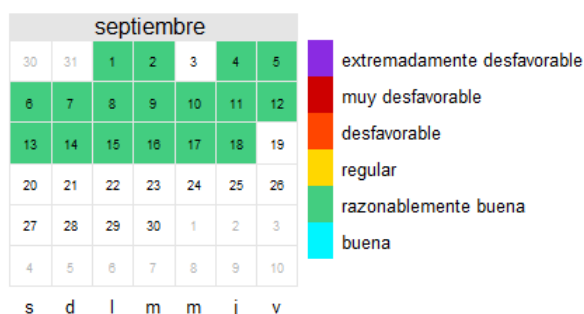 septiembre
30 31 1 2 3 4 5
6 7 8 9 10 11 12
13 14 15 16 17 18 19
20 21 22 23 24 25 26
27 28 29 30 1 2 3
4 5 6 7 8 9 10
s d l m m j v
extremadamente desfavorable
muy desfavorable
desfavorable
regular
razonablemente buena
buena